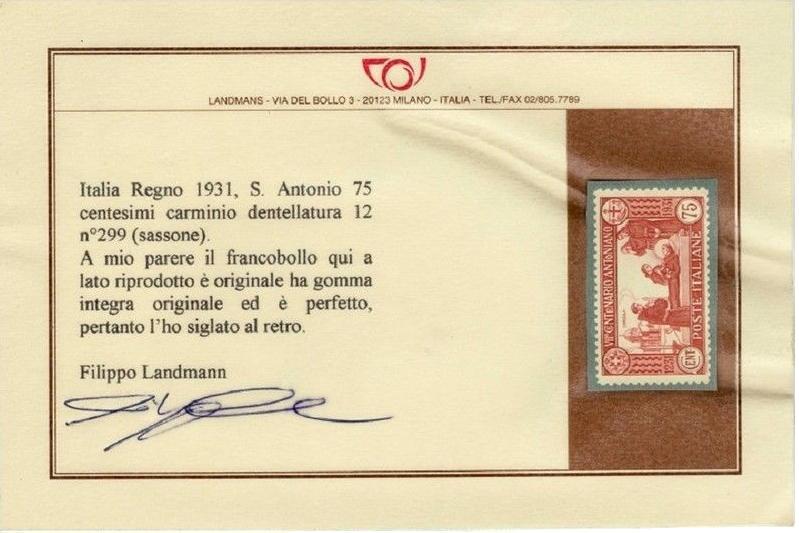 LANDMANS - VIA DEL BOLLO 3 - 20123 MILANO - ITALIA - TEL./FAX 02/805.7789
Italia Regno 1931, S. Antonio 75
centesimi carminio dentellatura 12
n°299 (sassone).
A mio parere il francobollo qui a
lato riprodotto è originale ha gomma
integra originale ed è perfetto,
pertanto l'ho siglato al retro.
Filippo Landmann
VII CENTENARIO ANTONIANO
1231
1931
75
POSTE ITALIANE
CENT